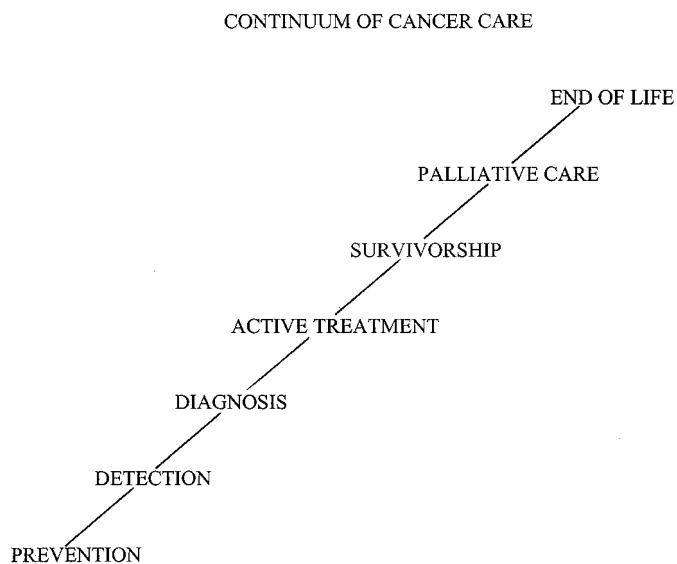 CONTINUUM OF CANCER CARE
END OF LIFE
PALLIATIVE CARE
SURVIVORSHIP
ACTIVE TREATMENT
DIAGNOSIS
DETECTION
PREVENTION